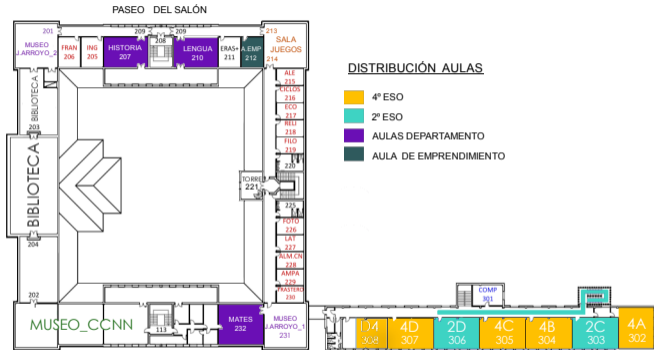 PASEO DEL SALÓN
201
MUSEO
J.ARROYO_2
FRAN
206
ING
205
HISTORIA
207
209
208
209
LENGUA
210
ERAS+
211
A.EMP
212
213
SALA
JUEGOS
214
ALE
215
CICLOS
216
ECO
217
RELI
218
FILO
219
220
TORRE
221
225
FOTO
226
LAT
227
ALM.CN
228
AMPA
229
TRASTERO
230
BIBLIOTECA
203
BIBLIOTECA
204
202
MUSEO_CCNN
113
MATES
232
MUSEO
J.ARROYO_1
231
DISTRIBUCIÓN AULAS
4º ESO
2º ESO
AULAS DEPARTAMENTO
AULA DE EMPRENDIMIENTO
COMP
301
308
4D
307
2D
306
4C
305
4B
304
2C
303
4A
302